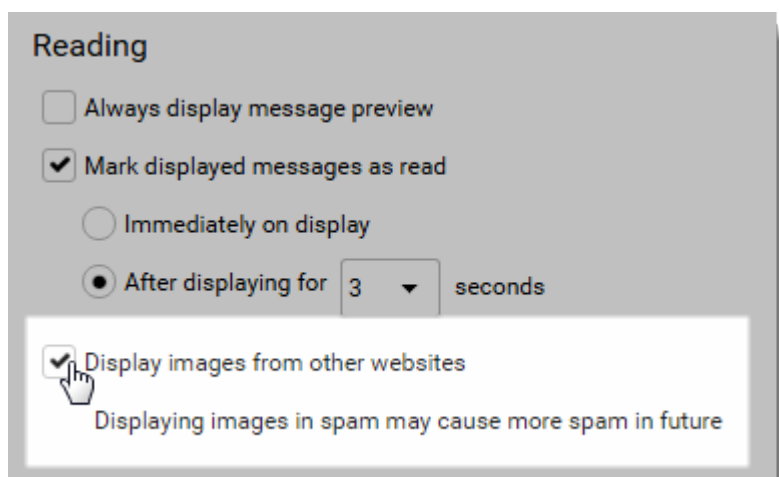 Reading
Always display message preview
Mark displayed messages as read
Immediately on display
After displaying for 3 seconds
Display images from other websites
Displaying images in spam may cause more spam in future